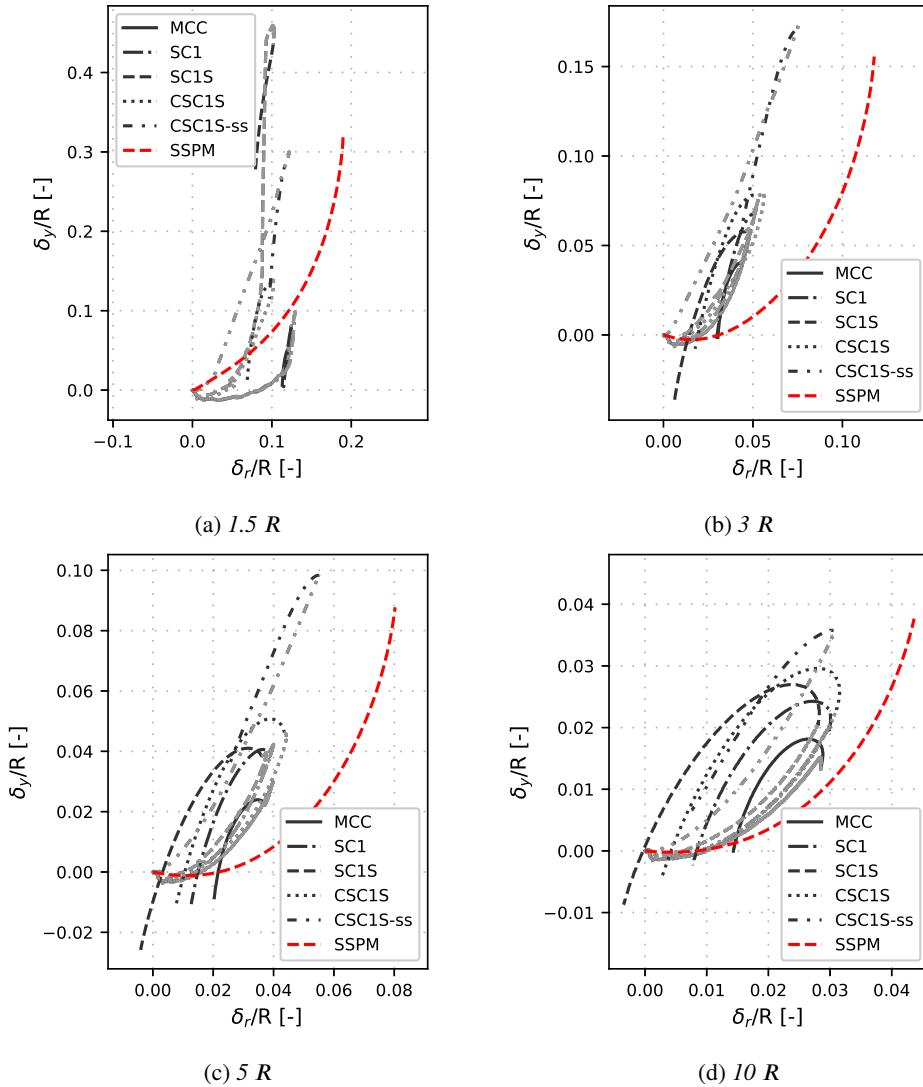 MCC
SC1
SC1S
CSC1S
CSC1S-ss
SSPM
0.4
0.3
0.2
0.1
0.0
δy/R [-]
−0.1 0.0 0.1 0.2
δr/R [-]
(a) 1.5 R
0.15
0.10
0.05
0.00
δy/R [-]
MCC
SC1
SC1S
CSC1S
CSC1S-ss
SSPM
0.00 0.05 0.10
δr/R [-]
(b) 3 R
0.10
0.08
0.06
0.04
0.02
0.00
−0.02
δy/R [-]
MCC
SC1
SC1S
CSC1S
CSC1S-ss
SSPM
0.00 0.02 0.04 0.06 0.08
δr/R [-]
(c) 5 R
0.04
0.03
0.02
0.01
0.00
−0.01
δy/R [-]
MCC
SC1
SC1S
CSC1S
CSC1S-ss
SSPM
0.00 0.01 0.02 0.03 0.04
δr/R [-]
(d) 10 R